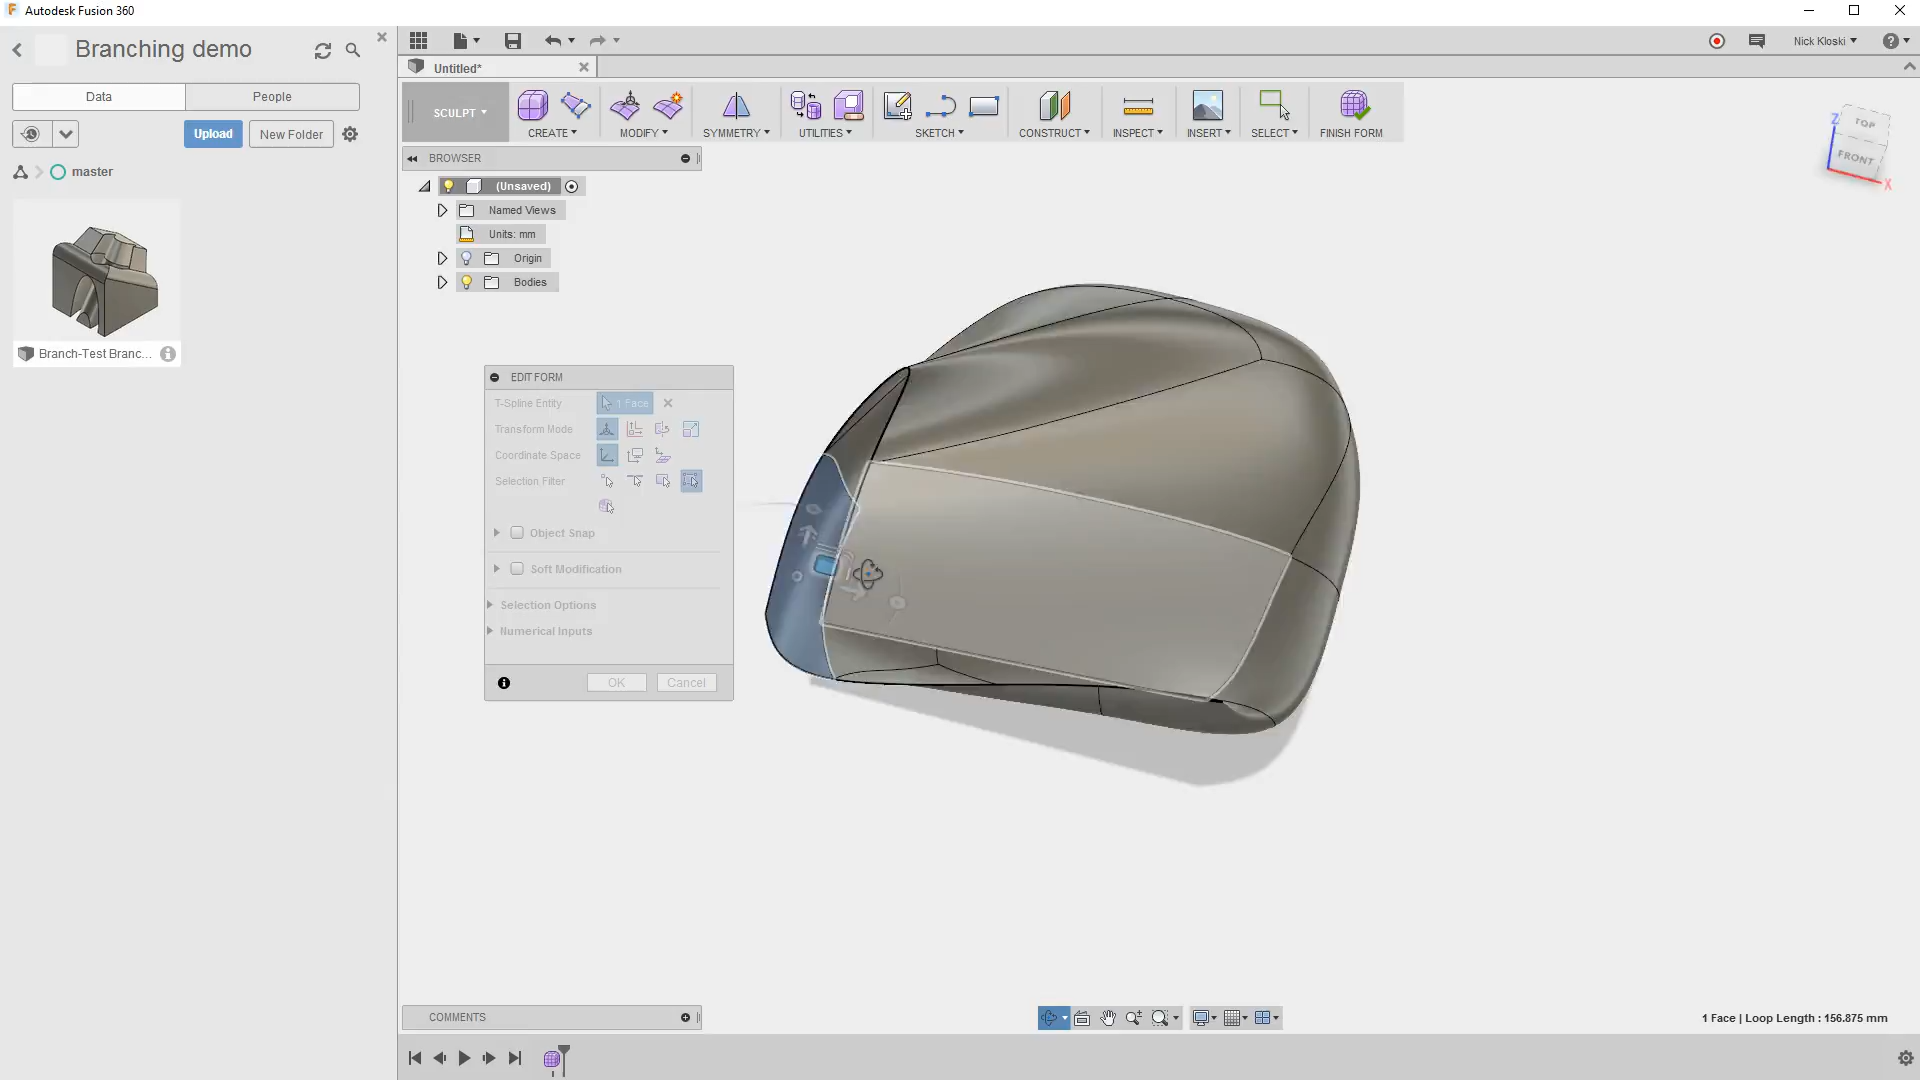 Autodesk Fusion 360
Branching demo
Data
People
Upload
New Folder
master
Branch-Test Branc...
Nick Kloski
Untitled*
SCULPT
CREATE
MODIFY
SYMMETRY
UTILITIES
SKETCH
CONSTRUCT
INSPECT
INSERT
SELECT
FINISH FORM
BROWSER
(Unsaved)
Named Views
Units: mm
Origin
Bodies
TOP
FRONT
Z
X
EDIT FORM
T-Spline Entity
1 Face
Transform Mode
Coordinate Space
Selection Filter
Object Snap
Soft Modification
Selection Options
Numerical Inputs
OK
Cancel
COMMENTS
1 Face | Loop Length : 156.875 mm